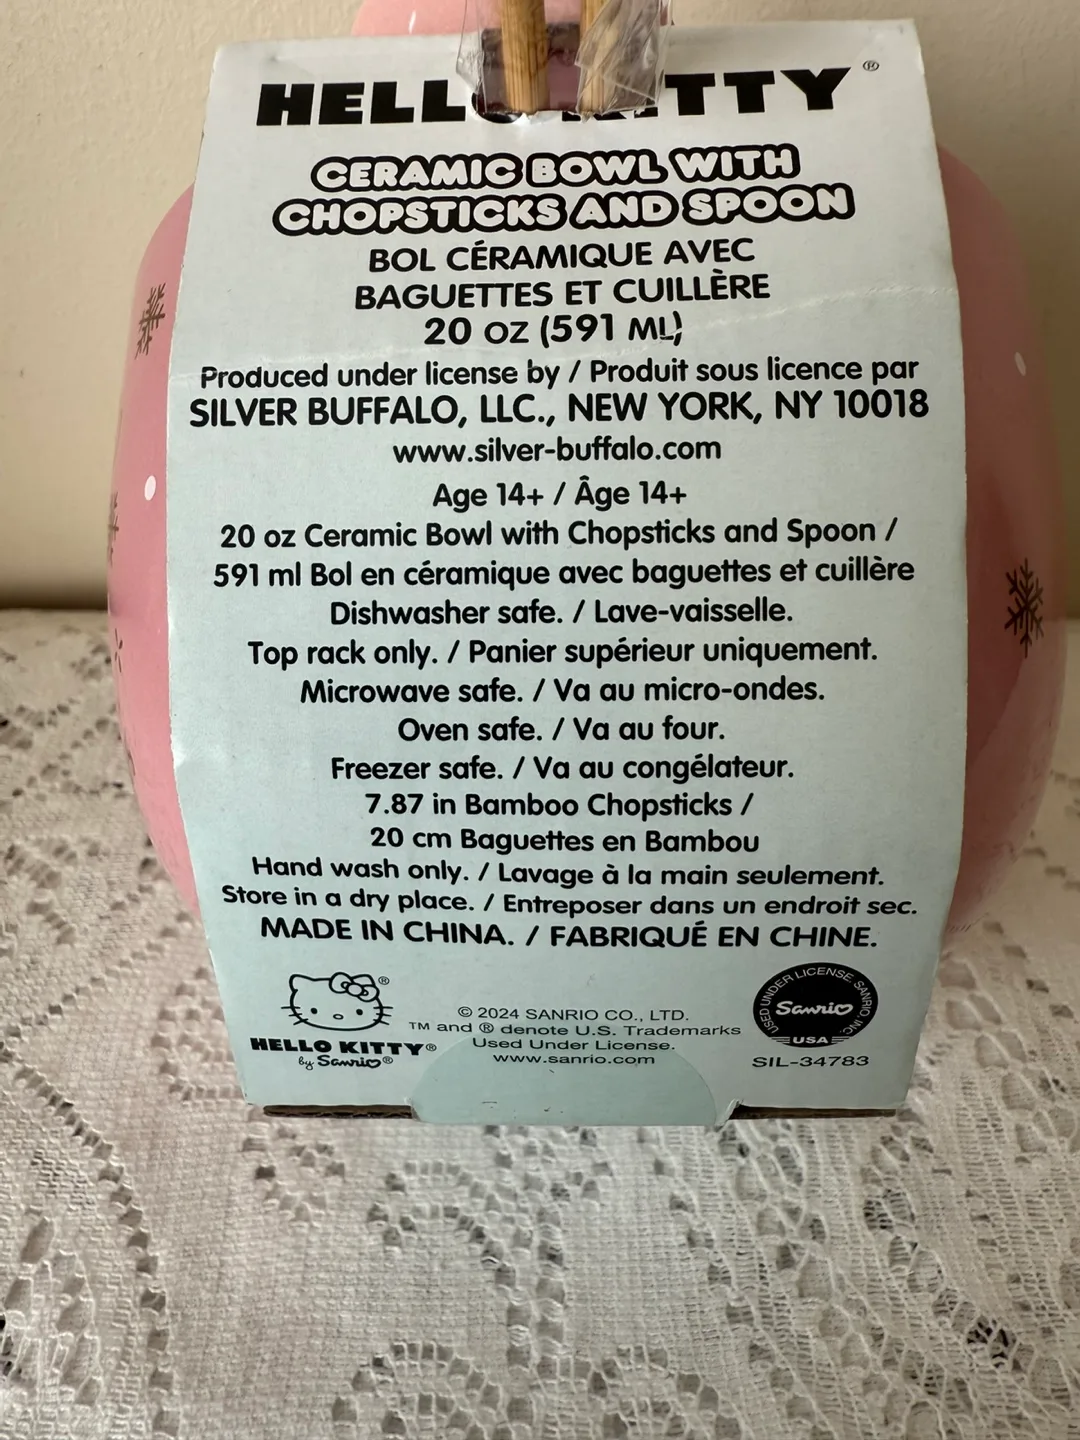 HELLO KITTY®
CERAMIC BOWL WITH
CHOPSTICKS AND SPOON
BOL CÉRAMIQUE AVEC
BAGUETTES ET CUILLÈRE
20 OZ (591 ML)
Produced under license by / Produit sous licence par
SILVER BUFFALO, LLC., NEW YORK, NY 10018
www.silver-buffalo.com
Age 14+ / Âge 14+
20 oz Ceramic Bowl with Chopsticks and Spoon /
591 ml Bol en céramique avec baguettes et cuillère
Dishwasher safe. / Lave-vaisselle.
Top rack only. / Panier supérieur uniquement.
Microwave safe. / Va au micro-ondes.
Oven safe. / Va au four.
Freezer safe. / Va au congélateur.
7.87 in Bamboo Chopsticks /
20 cm Baguettes en Bambou
Hand wash only. / Lavage à la main seulement.
Store in a dry place. / Entreposer dans un endroit sec.
MADE IN CHINA. / FABRIQUÉ EN CHINE.
®
HELLO KITTY®
by Sanrio®
© 2024 SANRIO CO., LTD.
TM and ® denote U.S. Trademarks
Used Under License.
www.sanrio.com
USED UNDER LICENSE, SANRIO INC.
Sanrio
USA
SIL-34783